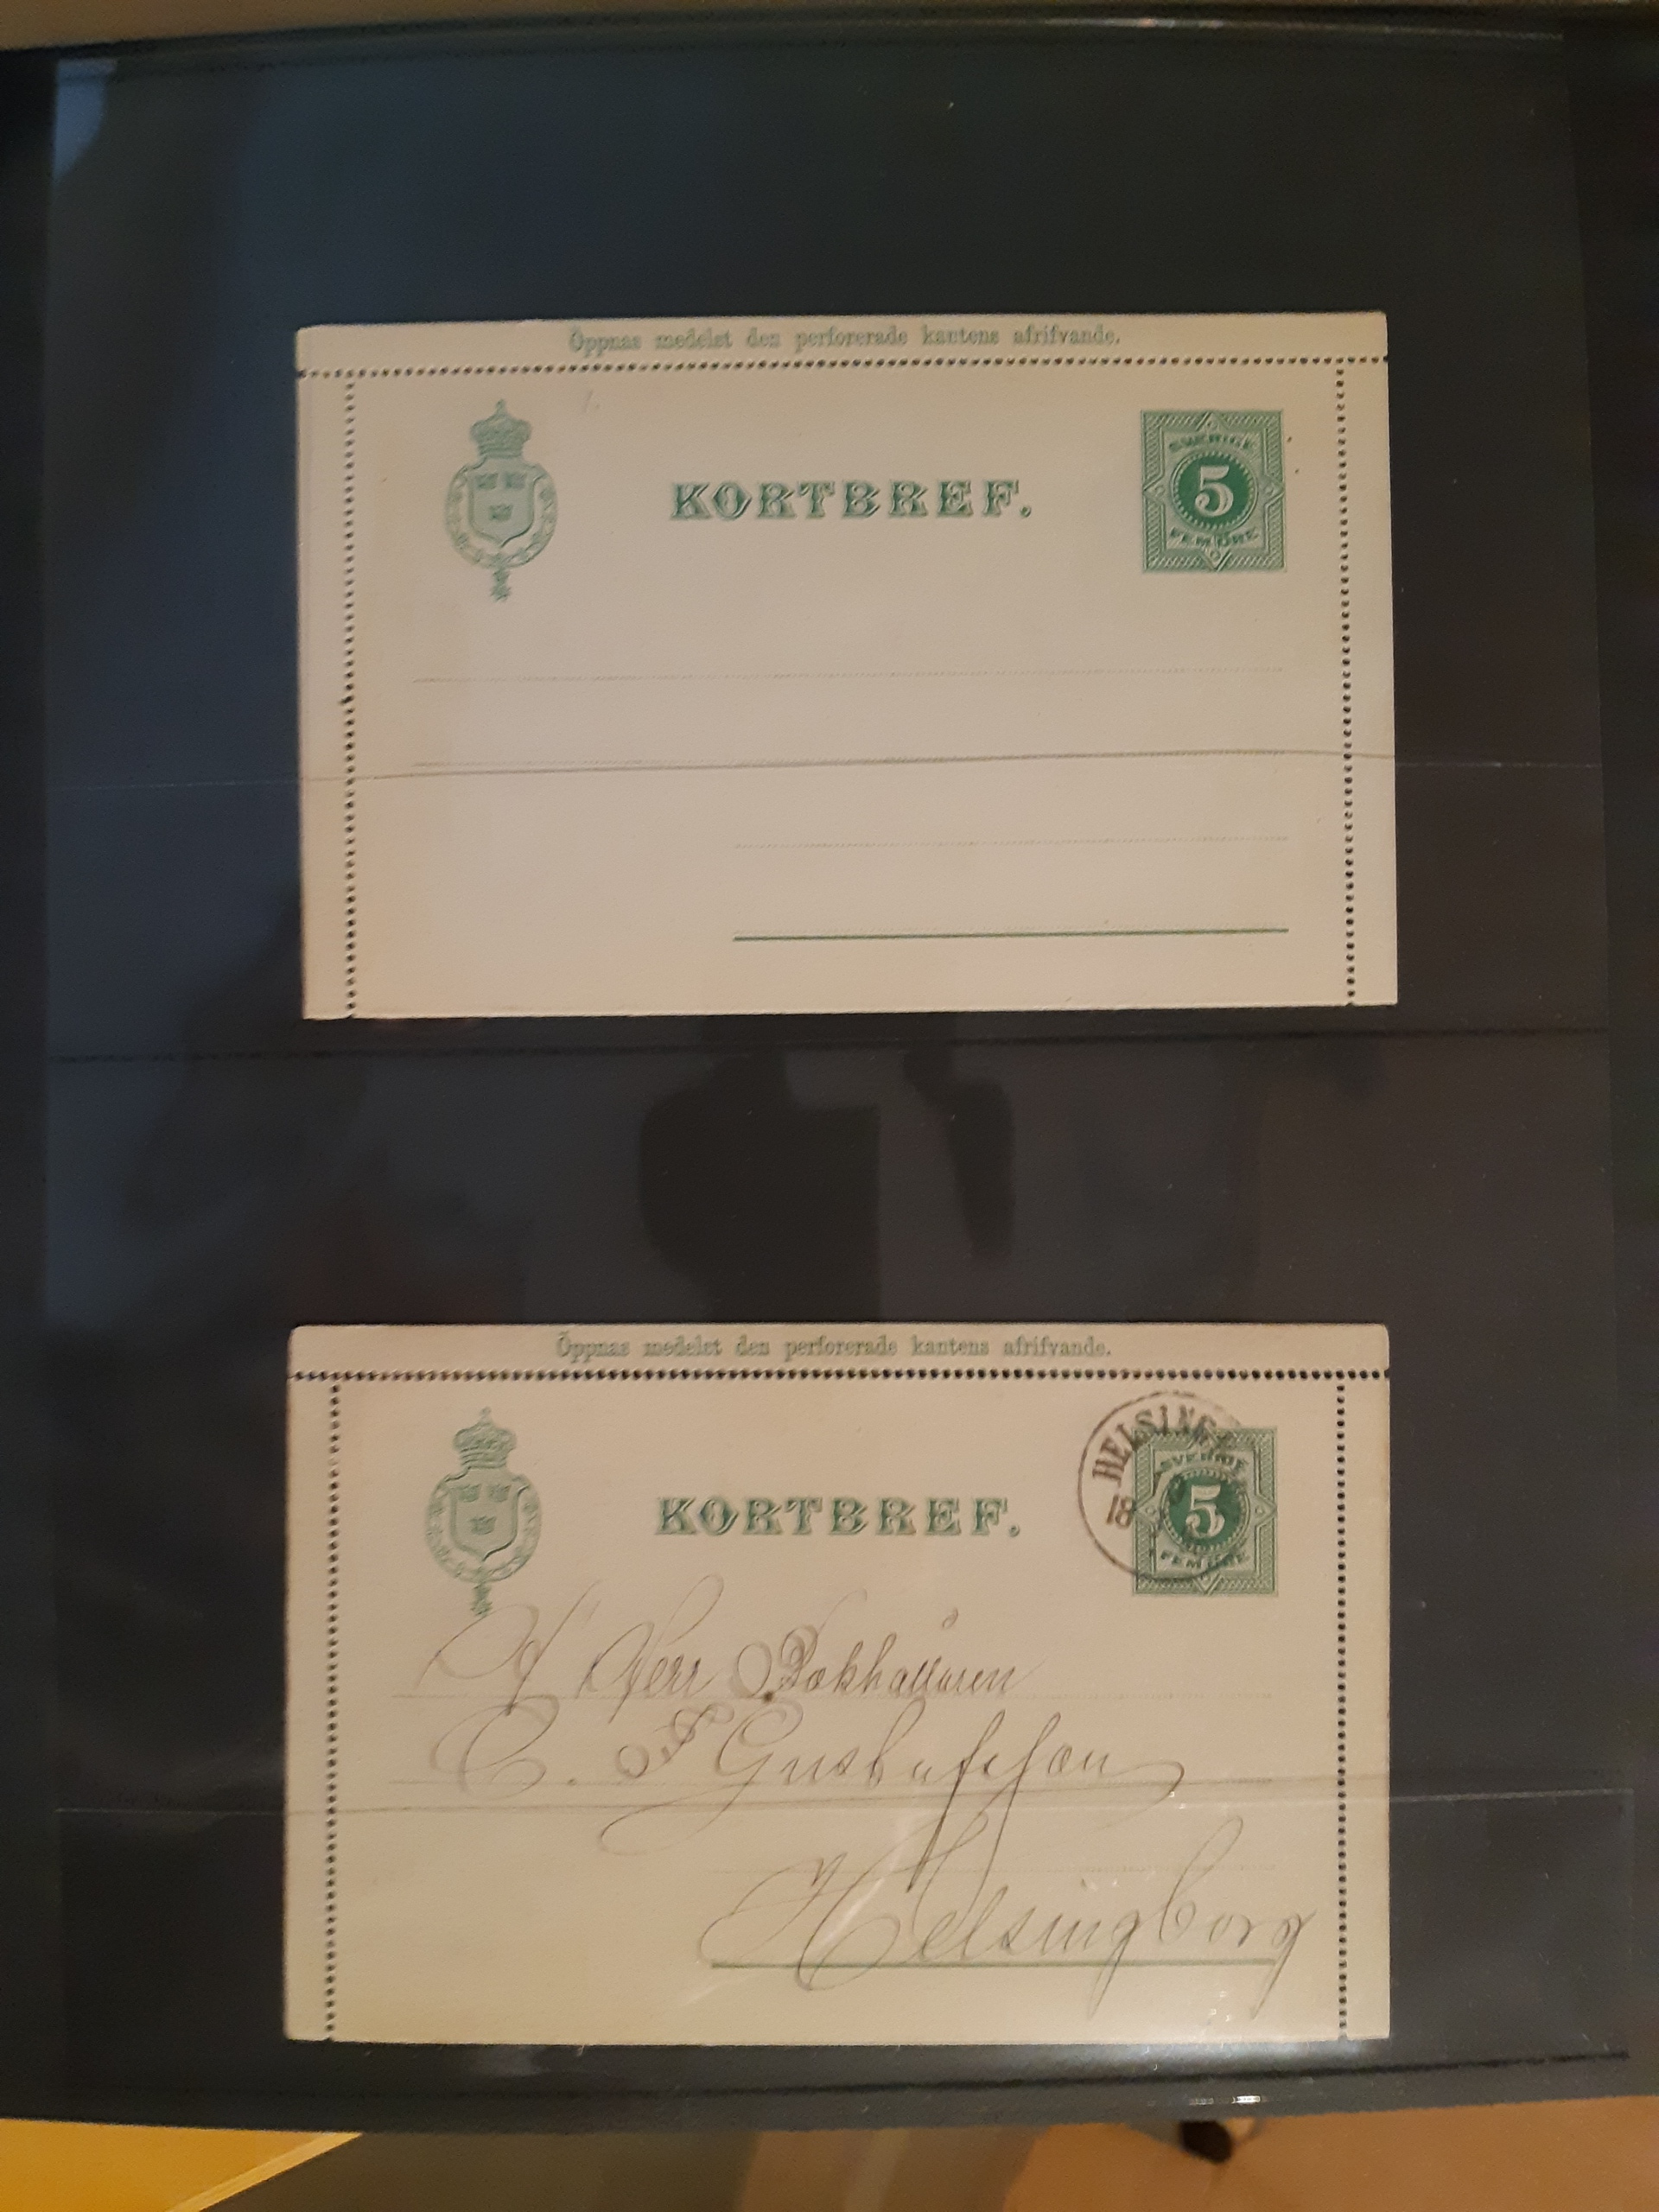 Öppnas medelst den perforerade kantens afrifvande.
KORTBREF.
SVERIGE
5
FEM ÖRE
Öppnas medelst den perforerade kantens afrifvande.
KORTBREF.
HELSING
18
SVERIGE
5
FEM ÖRE
Herr Bokhållaren
C. F. Gustafsson
Helsingborg